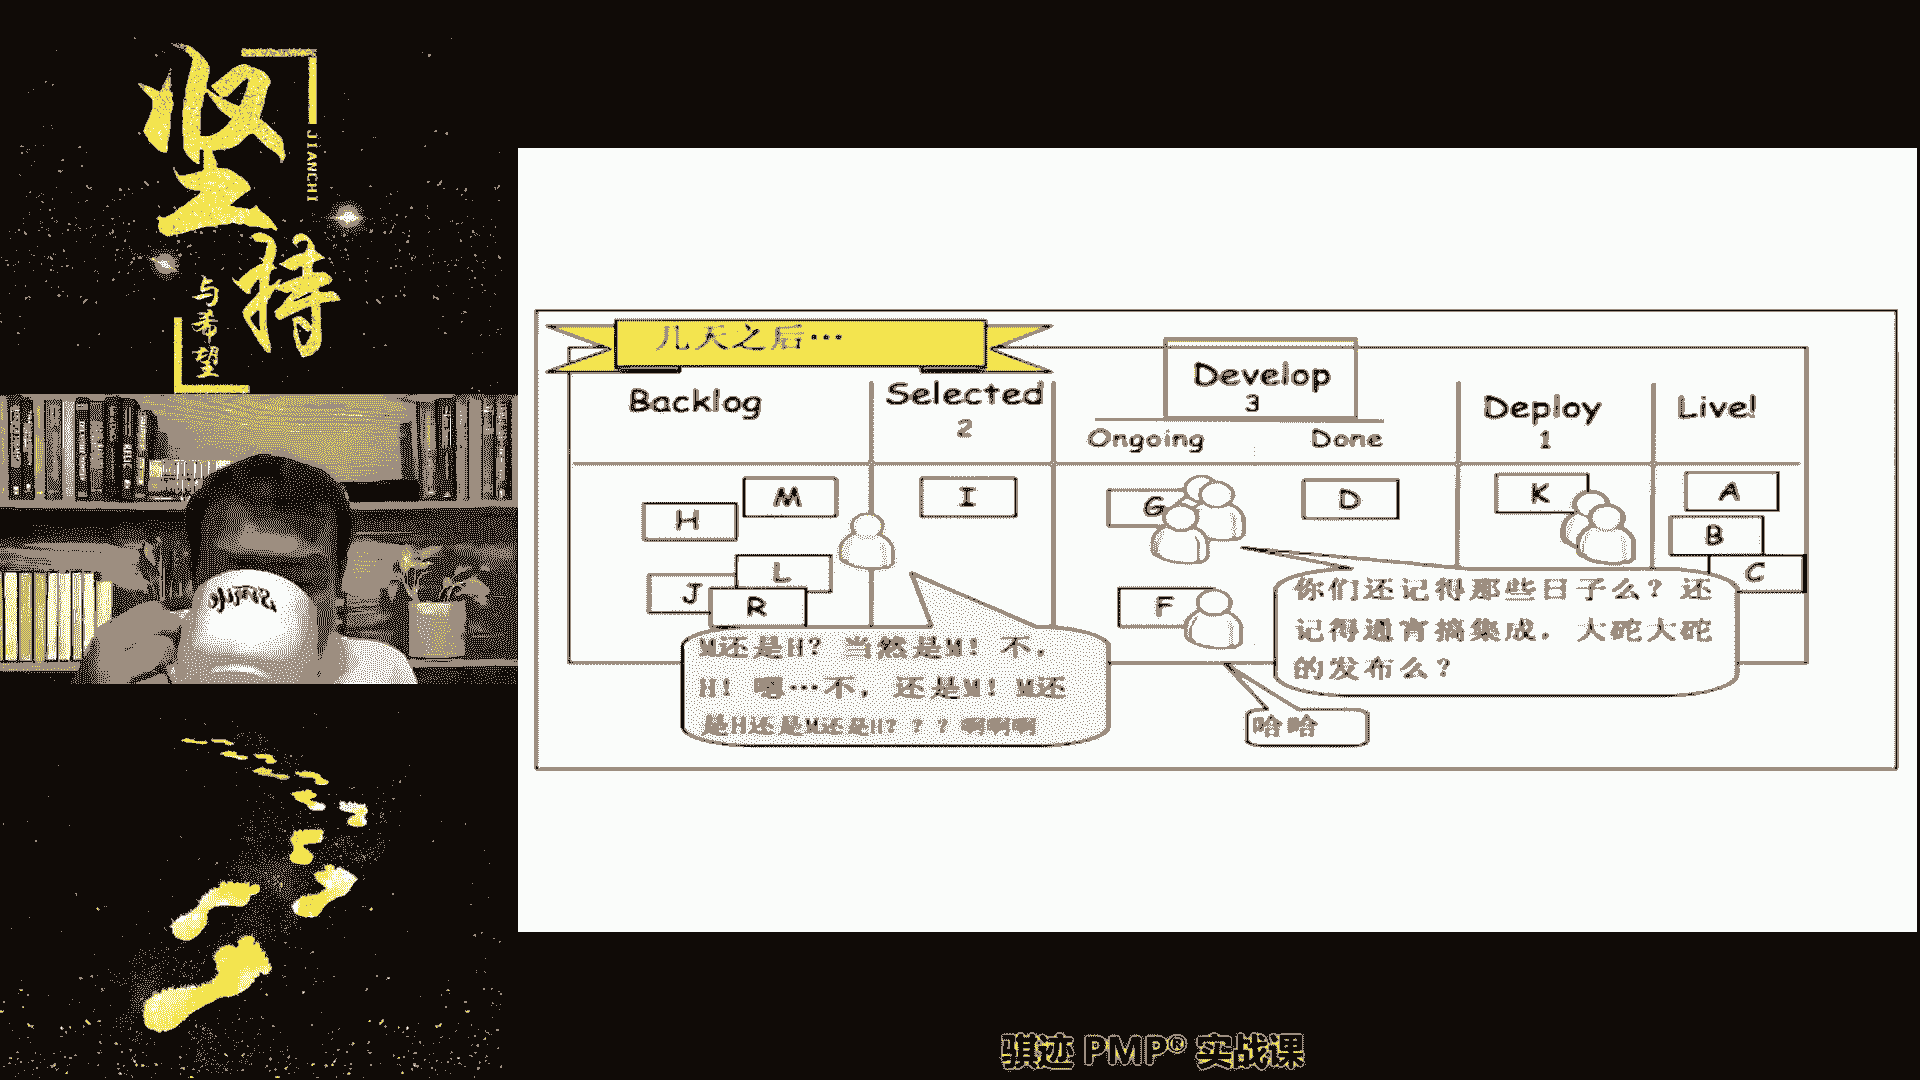 坚持
JIANCHI
与希望
Smile
几天之后…
Backlog
Selected
2
Develop
3
Ongoing
Done
Deploy
1
Live!
H
M
J
L
R
I
G
F
D
K
A
B
C
M还是H? 当然是M! 不,
H! 嗯…不, 还是M! M还
是H还是M还是H? ? ? 啊啊啊
你们还记得那些日子么? 还
记得通宵搞集成, 大砣大砣
的发布么?
哈哈
骐迹 PMP® 实战课